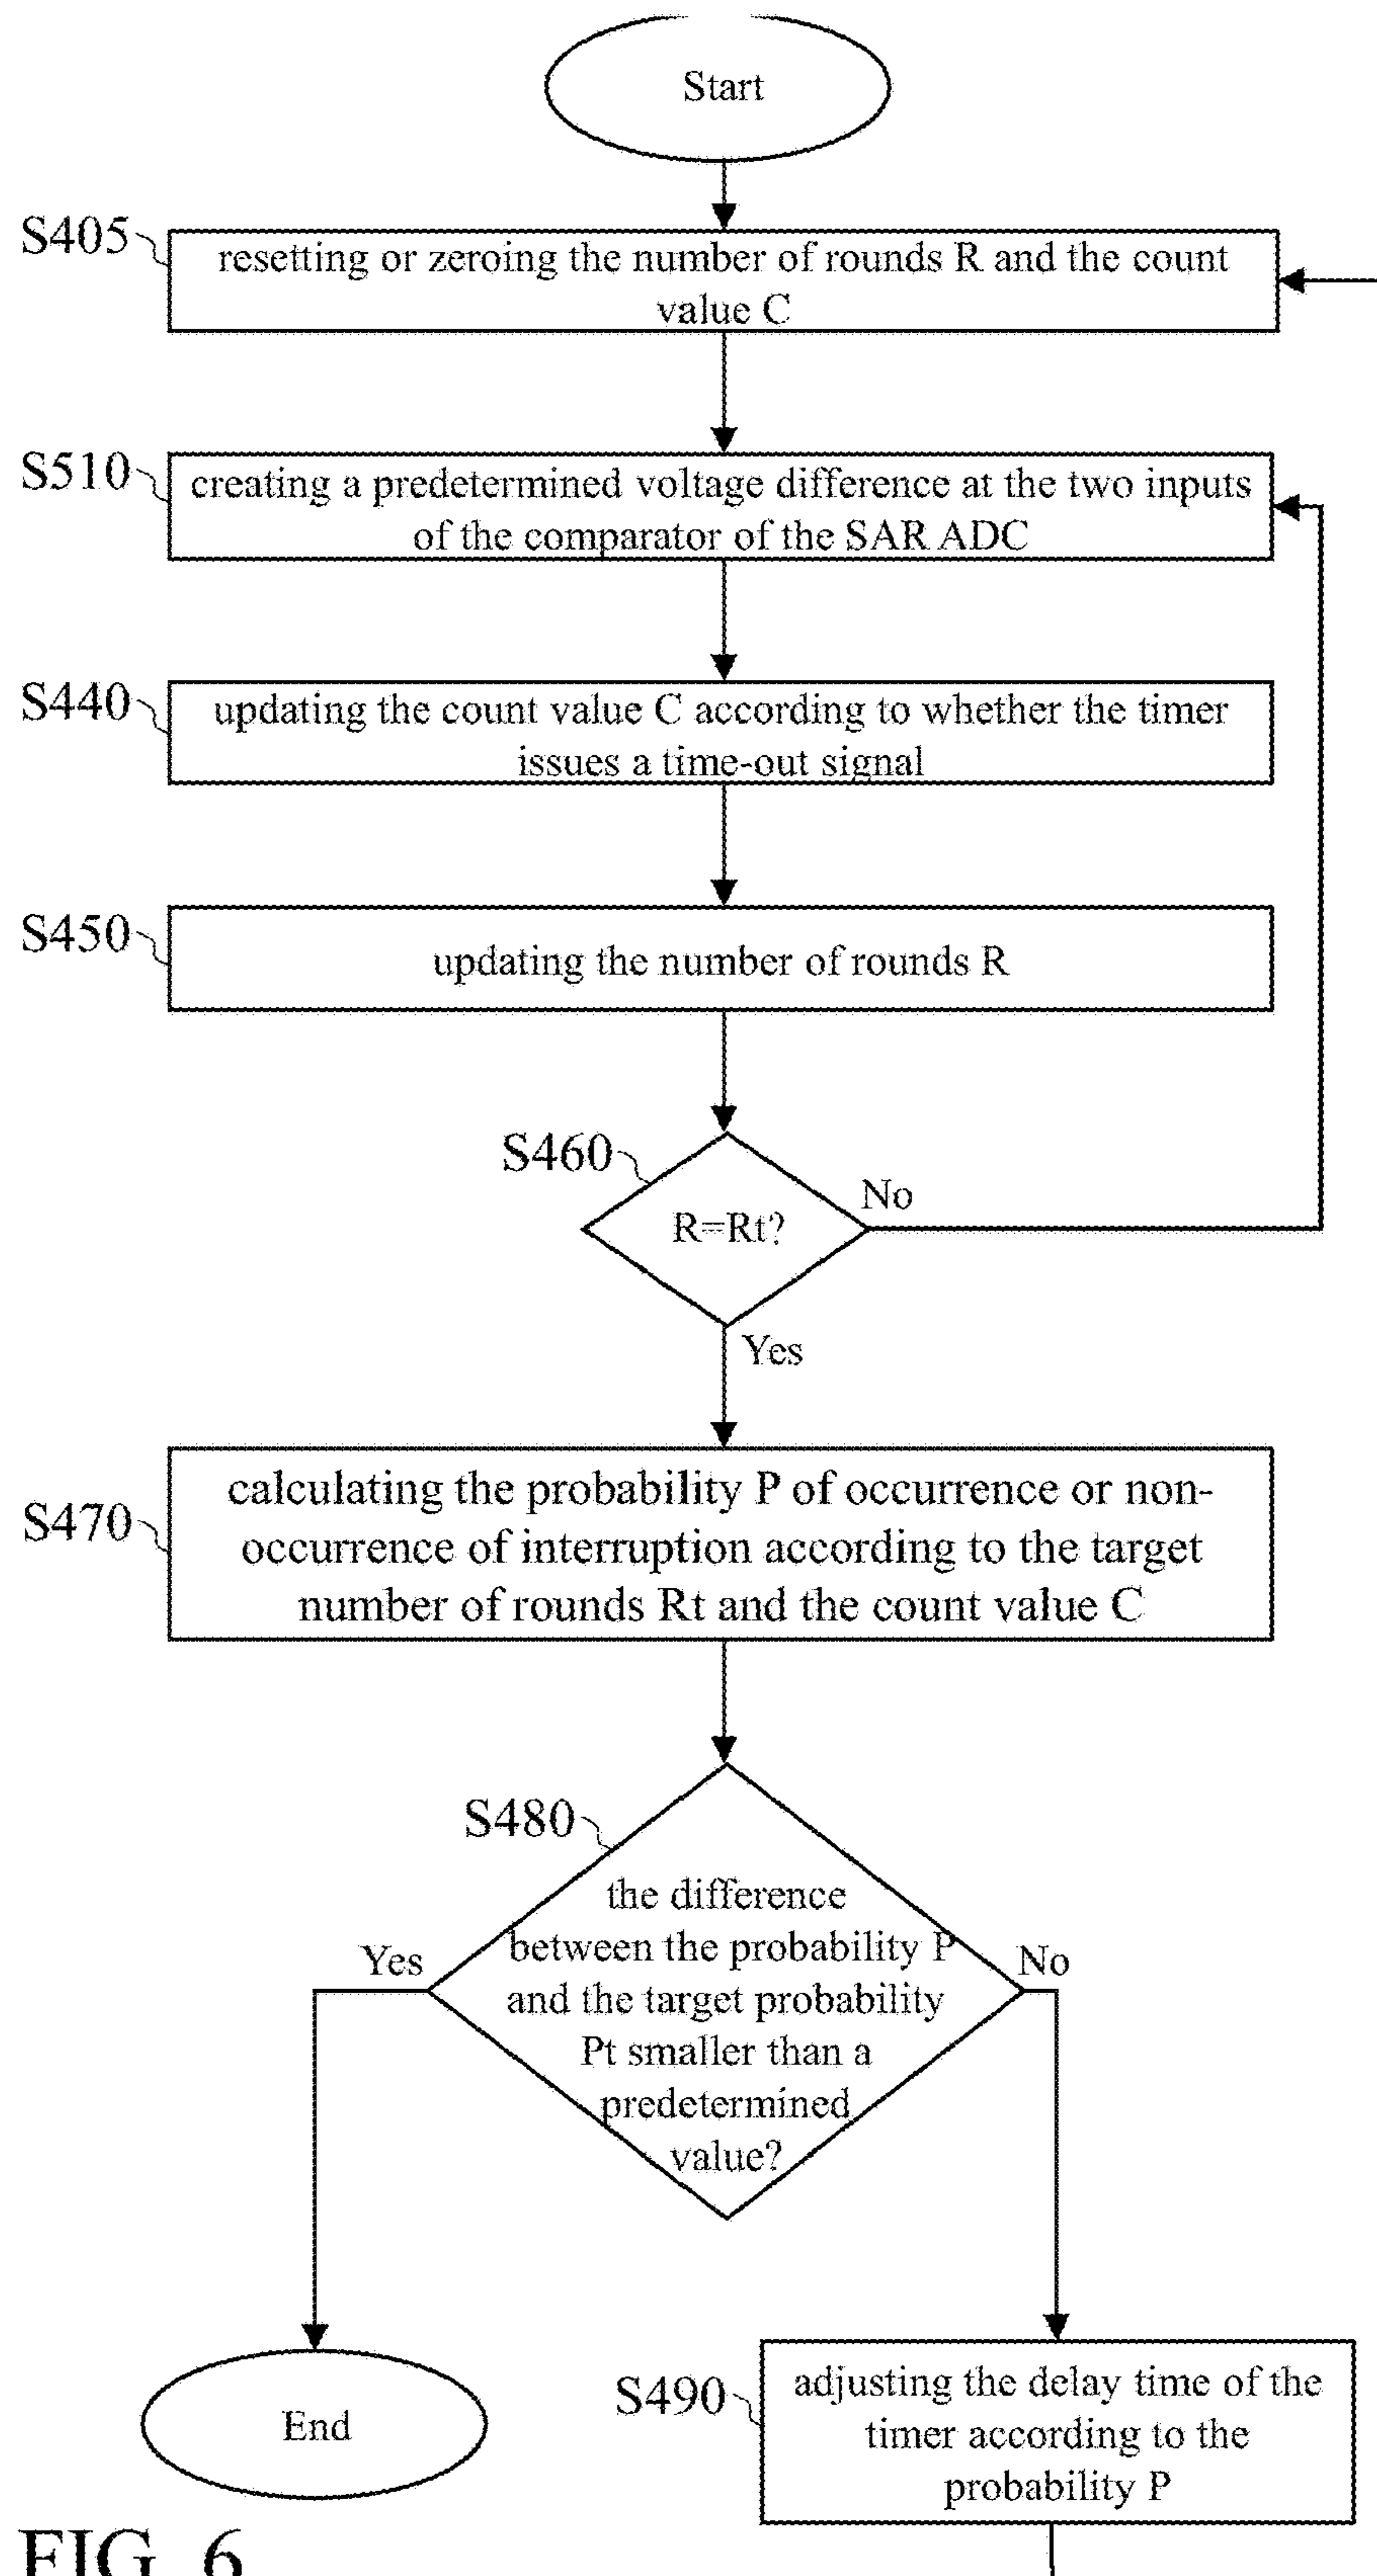 Start
S405
resetting or zeroing the number of rounds R and the count
value C
S510
creating a predetermined voltage difference at the two inputs
of the comparator of the SAR ADC
S440
updating the count value C according to whether the timer
issues a time-out signal
S450
updating the number of rounds R
S460
R=Rt?
No
Yes
S470
calculating the probability P of occurrence or non-
occurrence of interruption according to the target
number of rounds Rt and the count value C
S480
the difference
between the probability P
and the target probability
Pt smaller than a
predetermined
value?
Yes
No
End
S490
adjusting the delay time of the
timer according to the
probability P
FIG. 6